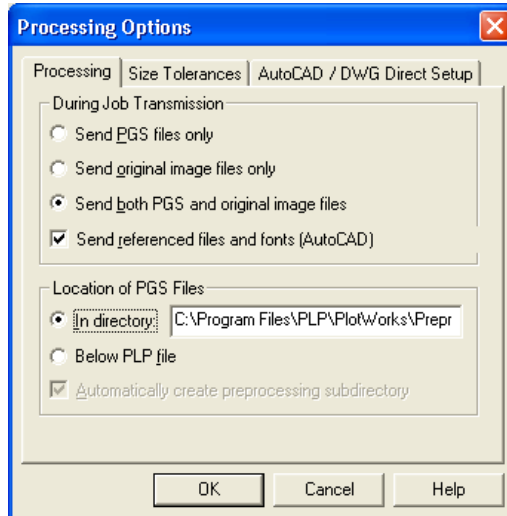 Processing Options
Processing Size Tolerances AutoCAD / DWG Direct Setup
During Job Transmission
Send PGS files only
Send original image files only
Send both PGS and original image files
Send referenced files and fonts (AutoCAD)
Location of PGS Files
In directory: C:\Program Files\PLP\PlotWorks\Prepr
Below PLP file
Automatically create preprocessing subdirectory
OK Cancel Help